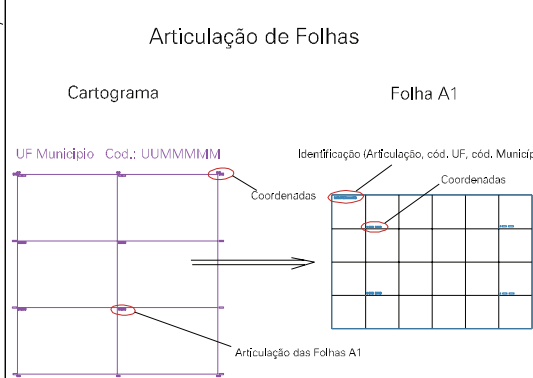 Articulação de Folhas
Cartograma
Folha A1
UF Municipio Cod.: UUMMMMM
Identificação (Articulação, cód. UF, cód. Municíp
Coordenadas
Coordenadas
Articulação das Folhas A1